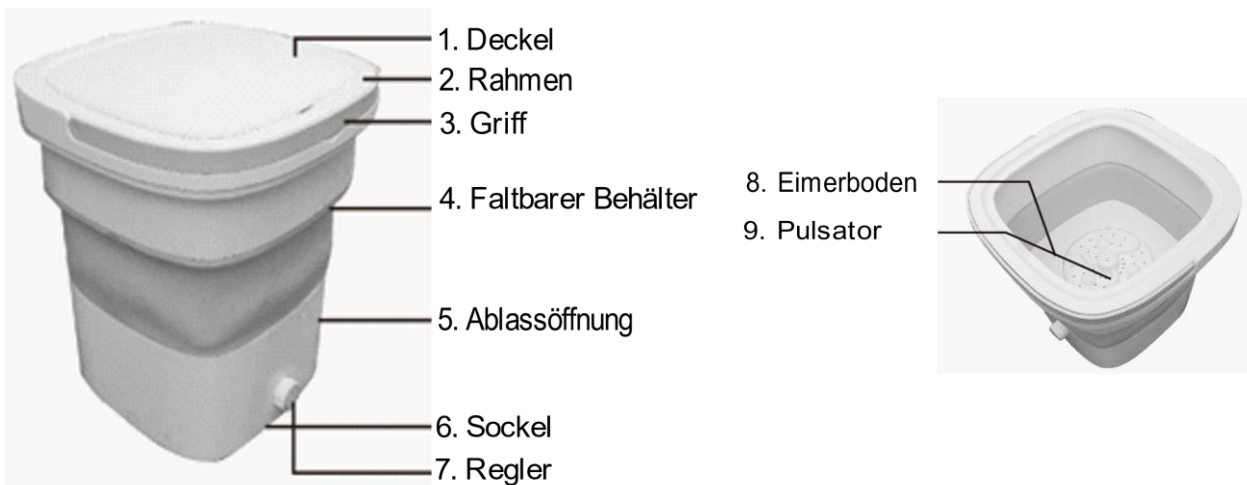 1. Deckel
2. Rahmen
3. Griff
4. Faltbarer Behälter
5. Ablassöffnung
6. Sockel
7. Regler
8. Eimerboden
9. Pulsator